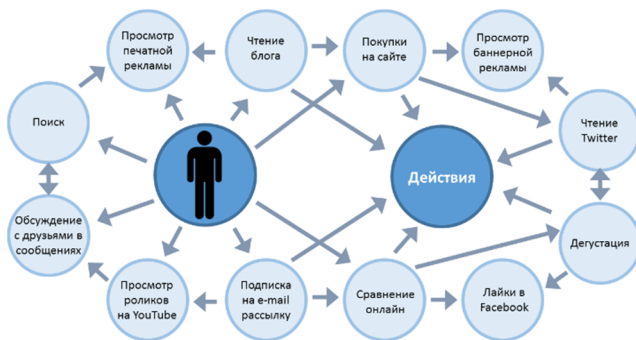 Просмотр
печатной
рекламы
Чтение
блога
Покупки
на сайте
Просмотр
баннерной
рекламы
Поиск
Чтение
Twitter
Действия
Обсуждение
с друзьями в
сообщениях
Дегустация
Просмотр
роликов
на YouTube
Подписка
на e-mail
рассылку
Сравнение
онлайн
Лайки в
Facebook